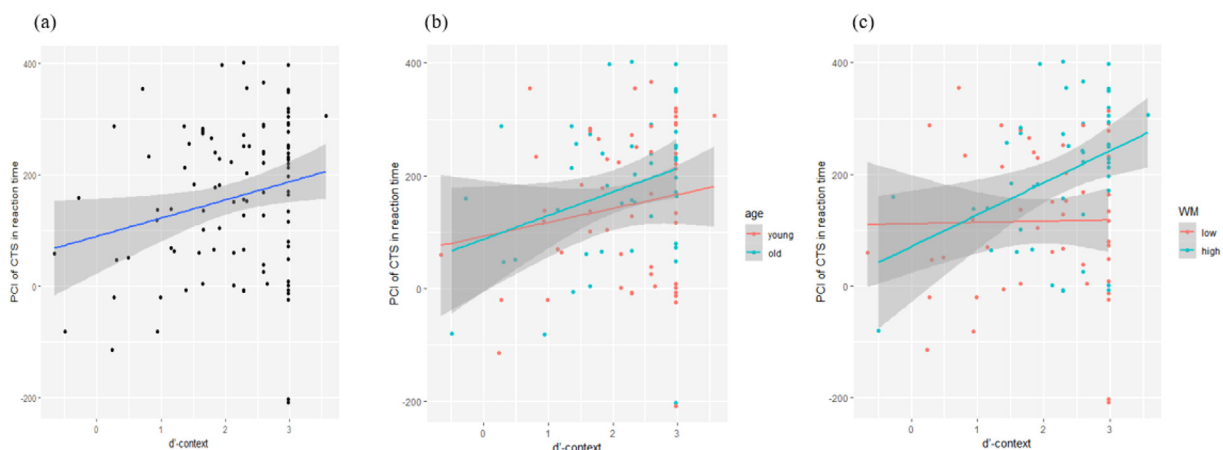 (a)
(b)
(c)
PCI of CTS in reaction time
400
200
0
-200
0
1
2
3
d'-context
PCI of CTS in reaction time
400
200
0
-200
0
1
2
3
d'-context
age
young
old
PCI of CTS in reaction time
400
200
0
-200
0
1
2
3
d'-context
WM
low
high